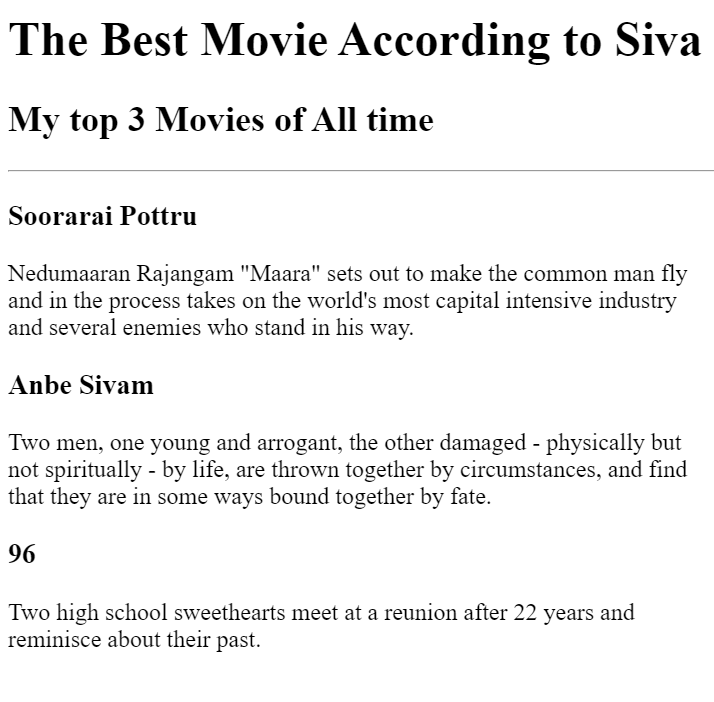 The Best Movie According to Siva
My top 3 Movies of All time
Soorarai Pottru
Nedumaaran Rajangam "Maara" sets out to make the common man fly
and in the process takes on the world's most capital intensive industry
and several enemies who stand in his way.
Anbe Sivam
Two men, one young and arrogant, the other damaged - physically but
not spiritually - by life, are thrown together by circumstances, and find
that they are in some ways bound together by fate.
96
Two high school sweethearts meet at a reunion after 22 years and
reminisce about their past.